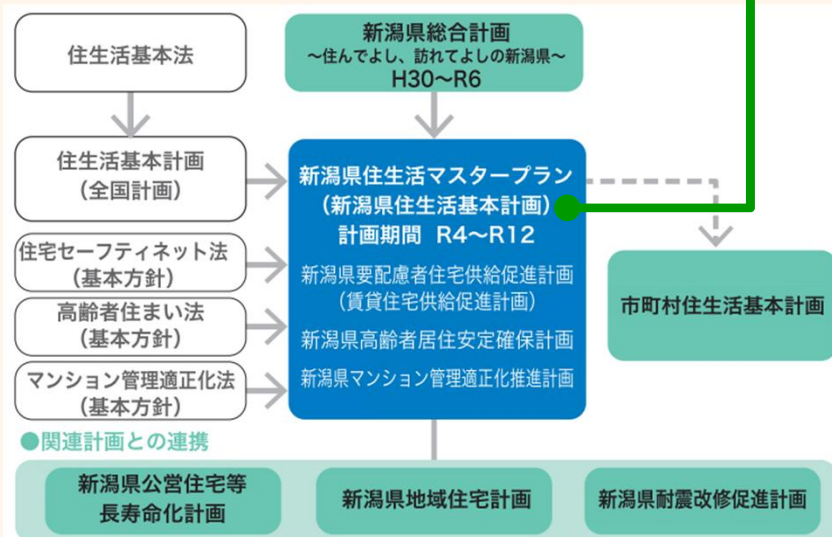 住生活基本法
新潟県総合計画
~住んでよし、訪れてよしの新潟県~
H30~R6
住生活基本計画
(全国計画)
新潟県住生活マスタープラン
(新潟県住生活基本計画)
計画期間 R4~R12
新潟県要配慮者住宅供給促進計画
(賃貸住宅供給促進計画)
新潟県高齢者居住安定確保計画
新潟県マンション管理適正化推進計画
住宅セーフティネット法
(基本方針)
高齢者住まい法
(基本方針)
マンション管理適正化法
(基本方針)
市町村住生活基本計画
●関連計画との連携
新潟県公営住宅等
長寿命化計画
新潟県地域住宅計画
新潟県耐震改修促進計画